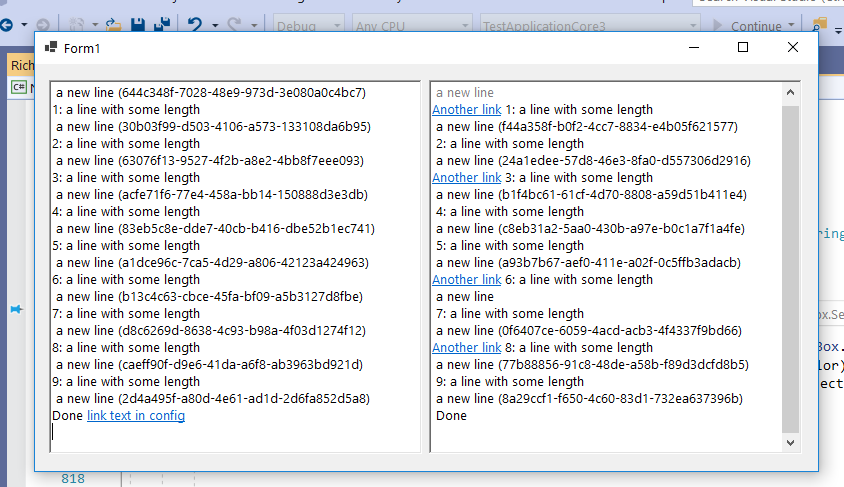 Debug
Any CPU
TestApplicationCore3
Continue
Form1
Rich
C#
a new line (644c348f-7028-48e9-973d-3e080a0c4bc7)
1: a line with some length
a new line (30b03f99-d503-4106-a573-133108da6b95)
2: a line with some length
a new line (63076f13-9527-4f2b-a8e2-4bb8f7eee093)
3: a line with some length
a new line (acfe71f6-77e4-458a-bb14-150888d3e3db)
4: a line with some length
a new line (83eb5c8e-dde7-40cb-b416-dbe52b1ec741)
5: a line with some length
a new line (a1dce96c-7ca5-4d29-a806-42123a424963)
6: a line with some length
a new line (b13c4c63-cbce-45fa-bf09-a5b3127d8fbe)
7: a line with some length
a new line (d8c6269d-8638-4c93-b98a-4f03d1274f12)
8: a line with some length
a new line (caeff90f-d9e6-41da-a6f8-ab3963bd921d)
9: a line with some length
a new line (2d4a495f-a80d-4e61-ad1d-2d6fa852d5a8)
Done link text in config
a new line
Another link 1: a line with some length
a new line (f44a358f-b0f2-4cc7-8834-e4b05f621577)
2: a line with some length
a new line (24a1edee-57d8-46e3-8fa0-d557306d2916)
Another link 3: a line with some length
a new line (b1f4bc61-61cf-4d70-8808-a59d51b411e4)
4: a line with some length
a new line (c8eb31a2-5aa0-430b-a97e-b0c1a7f1a4fe)
5: a line with some length
a new line (a93b7b67-aef0-411e-a02f-0c5ffb3adacb)
Another link 6: a line with some length
a new line
7: a line with some length
a new line (0f6407ce-6059-4acd-acb3-4f4337f9bd66)
Another link 8: a line with some length
a new line (77b88856-91c8-48de-a58b-f89d3dcfd8b5)
9: a line with some length
a new line (8a29ccf1-f650-4c60-83d1-732ea637396b)
Done
ring
ox.Se
Box.
olor)
ect
818